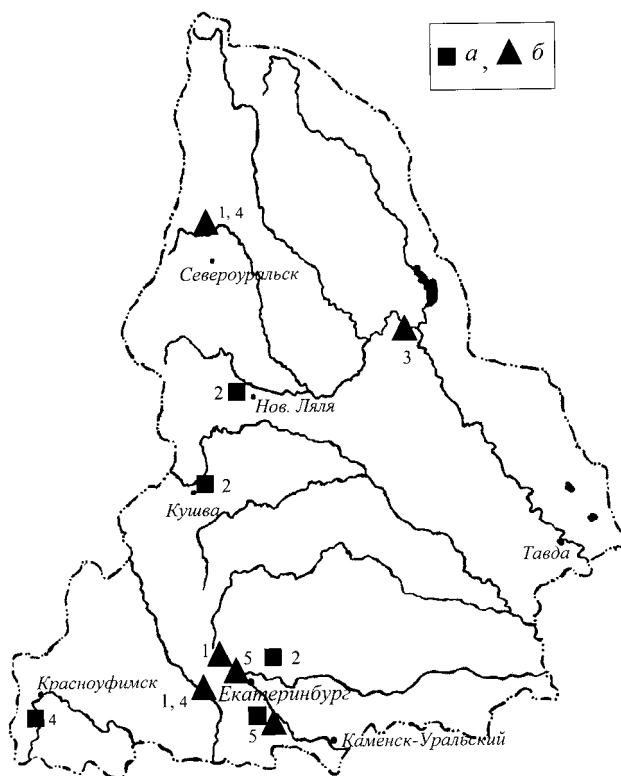 а, б
1, 4
Североуральск
3
2
Нов. Ляля
2
Кушва
Тавда
1
5
2
Красноуфимск
1, 4
Екатеринбург
4
5
Каменск-Уральский